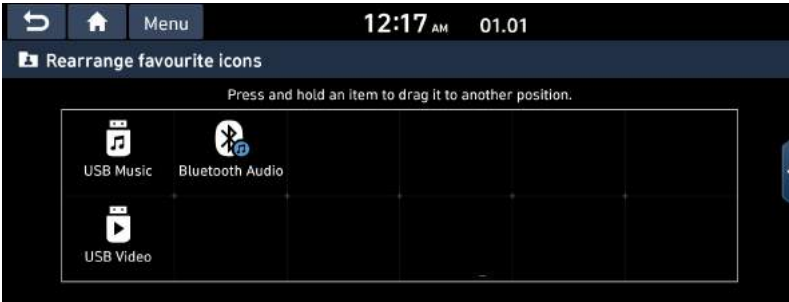 Menu 12:17 AM 01.01
Rearrange favourite icons
Press and hold an item to drag it to another position.
USB Music Bluetooth Audio
USB Video